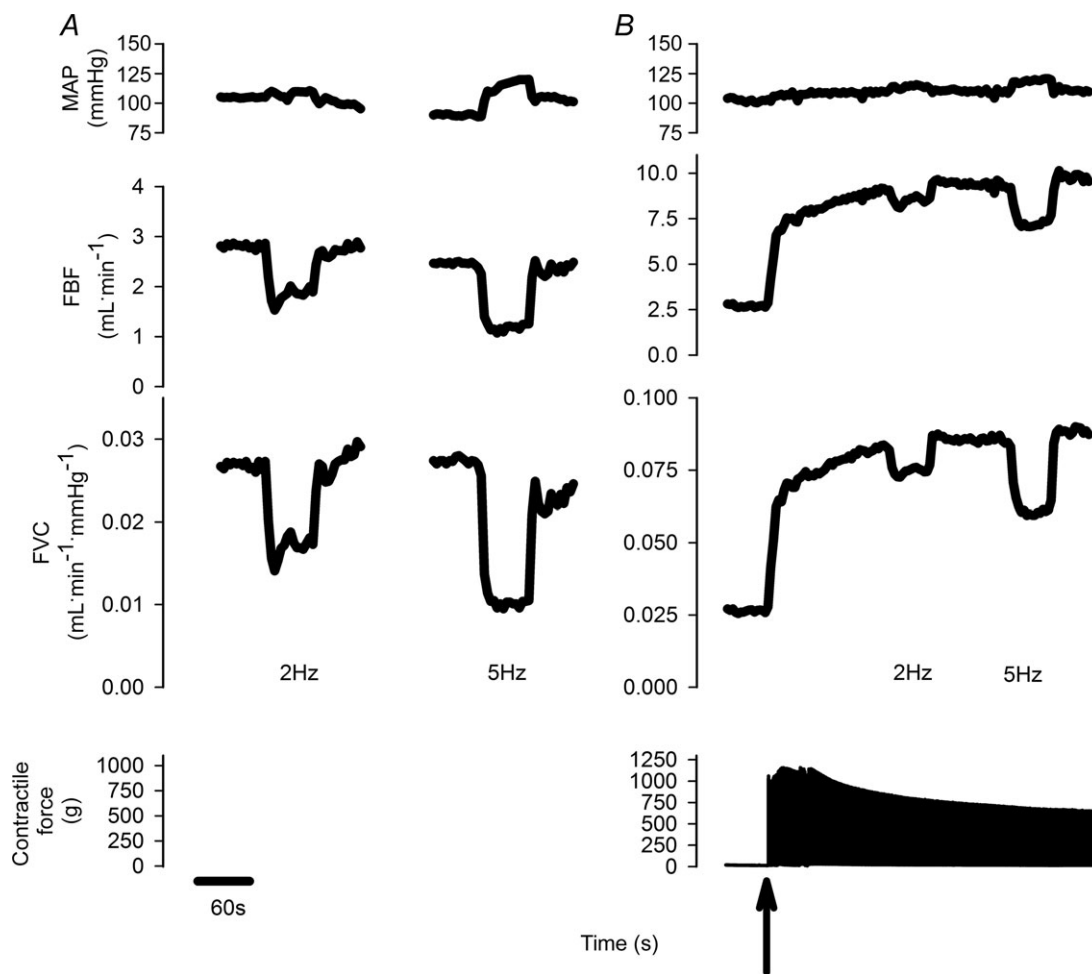 A
B
MAP
(mmHg)
150
125
100
75
150
125
100
75
FBF
(mL·min⁻¹)
4
3
2
1
0
10.0
7.5
5.0
2.5
0.0
FVC
(mL·min⁻¹·mmHg⁻¹)
0.03
0.02
0.01
0.00
0.100
0.075
0.050
0.025
0.000
2Hz
5Hz
2Hz
5Hz
Contractile
force
(g)
1000
750
500
250
0
1250
1000
750
500
250
0
60s
Time (s)